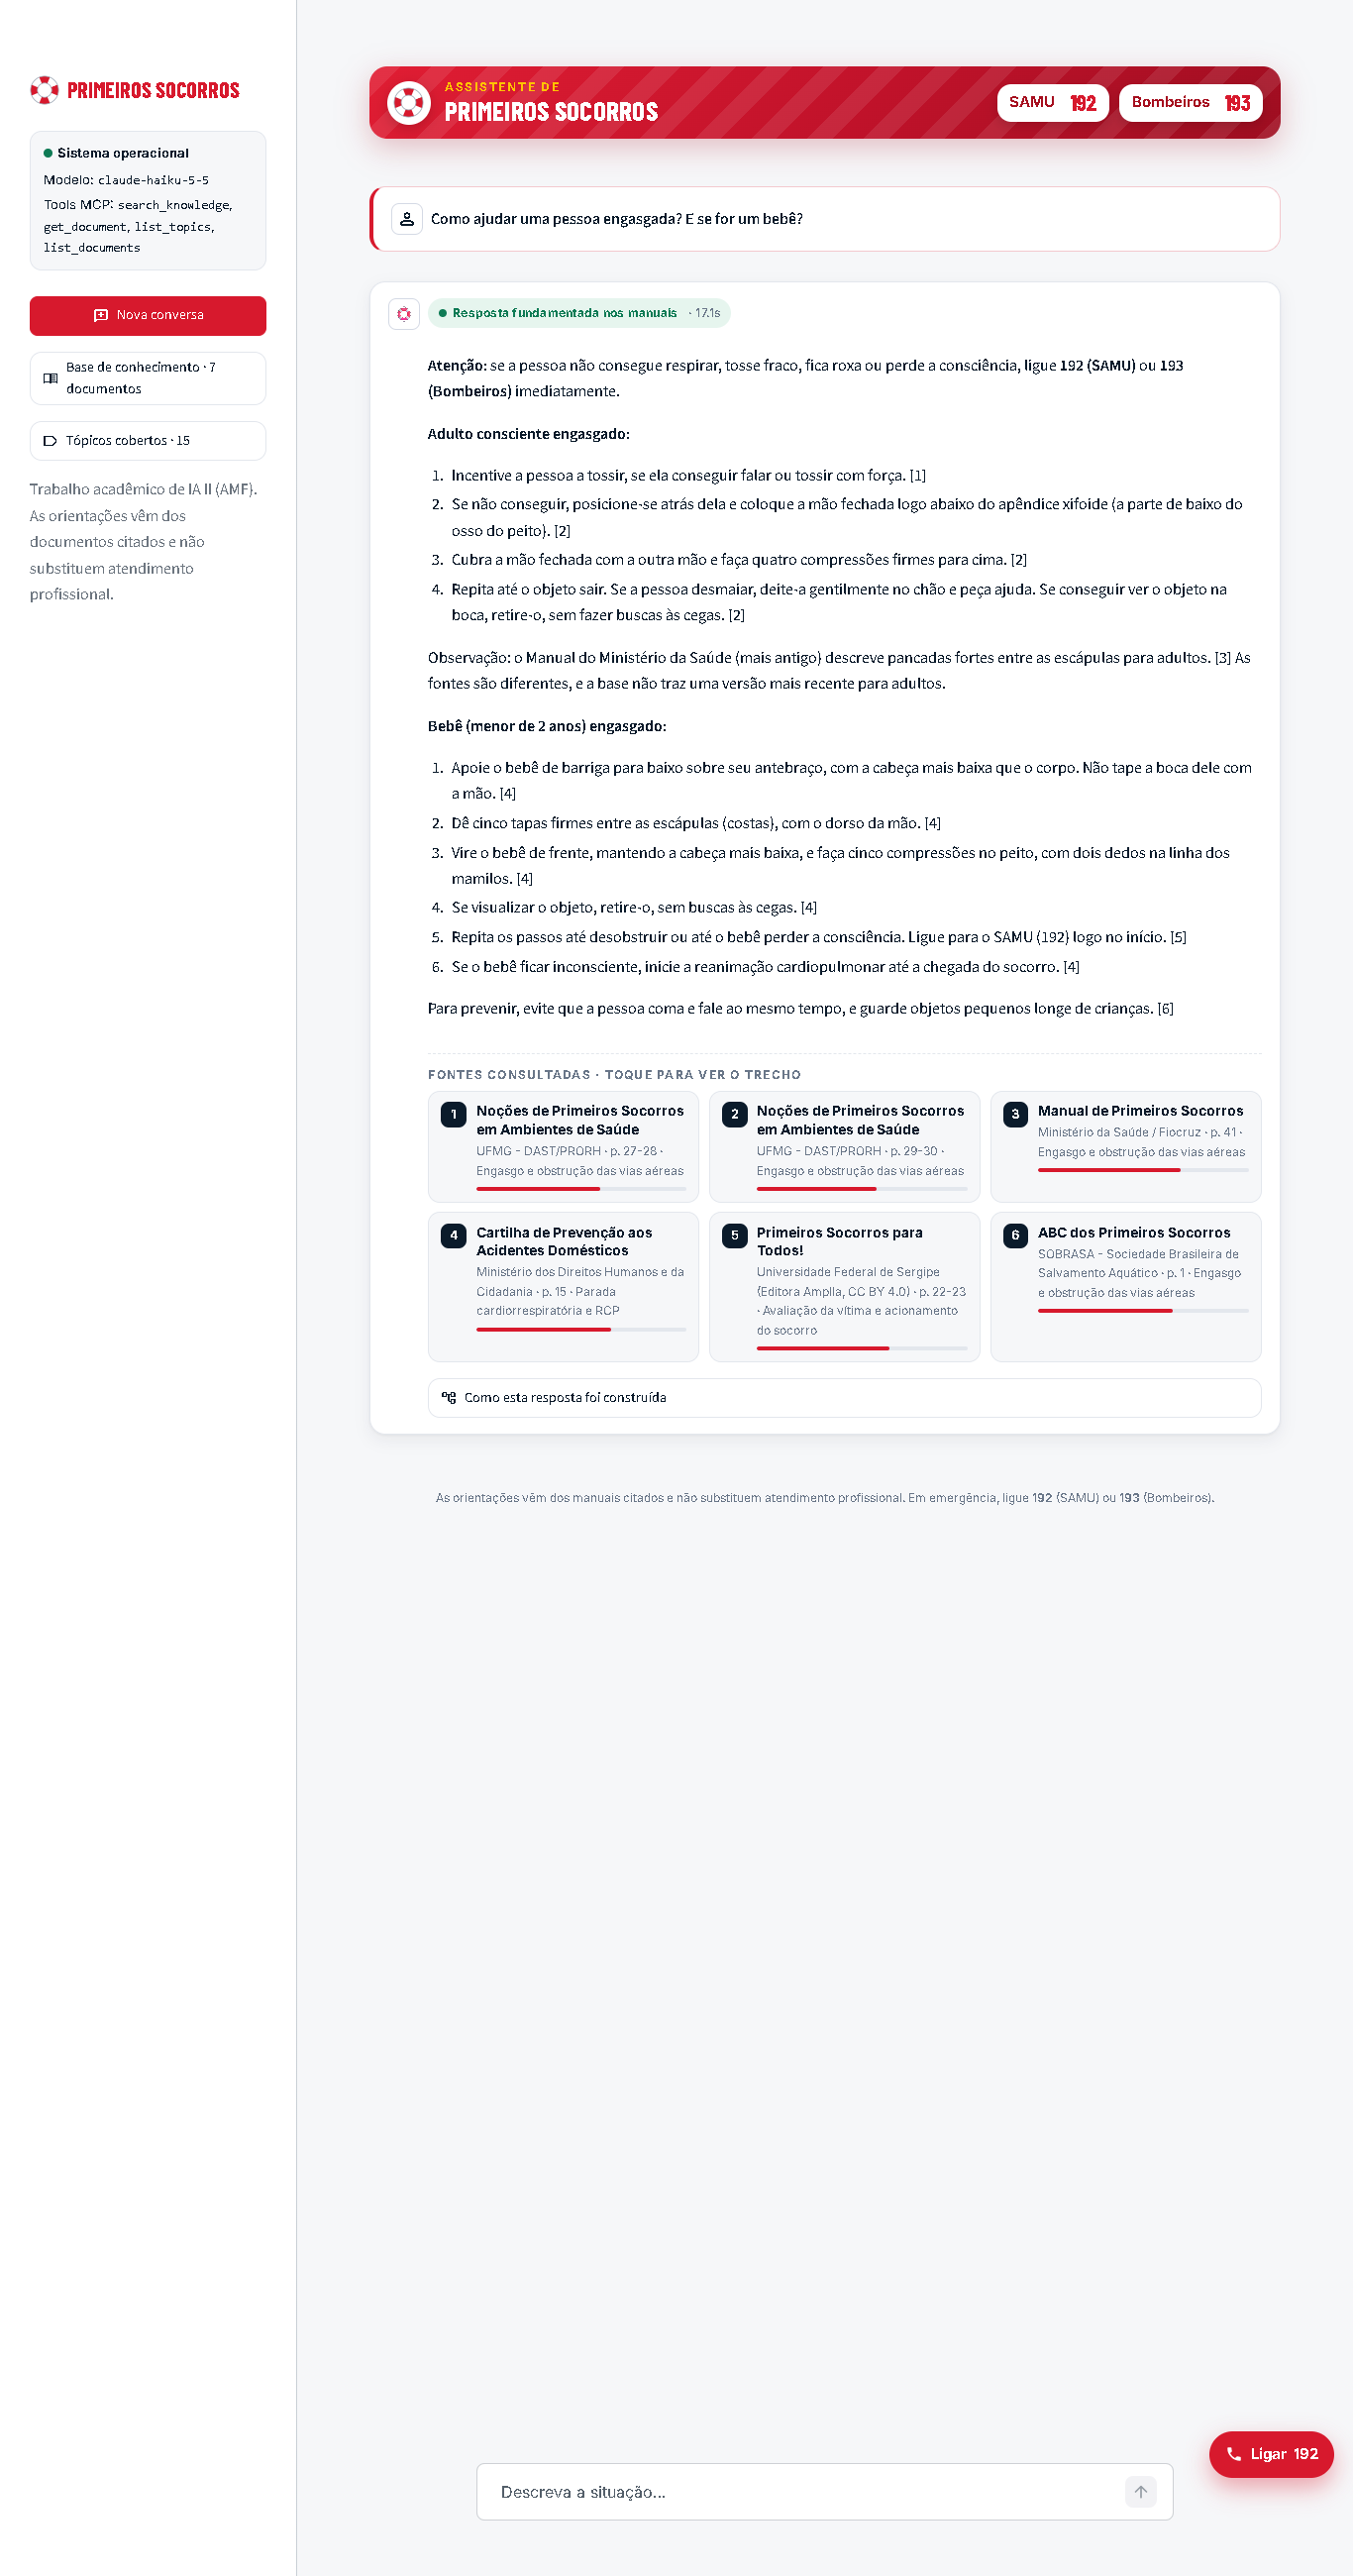 PRIMEIROS SOCORROS
Sistema operacional
Modelo: claude-haiku-5-5
Tools MCP: search_knowledge,
get_document, list_topics,
list_documents
Nova conversa
Base de conhecimento · 7
documentos
Tópicos cobertos · 15
Trabalho acadêmico de IA II (AMF).
As orientações vêm dos
documentos citados e não
substituem atendimento
profissional.
ASSISTENTE DE
PRIMEIROS SOCORROS
SAMU 192
Bombeiros 193
Como ajudar uma pessoa engasgada? E se for um bebê?
Resposta fundamentada nos manuais · 17.1s
Atenção: se a pessoa não consegue respirar, tosse fraco, fica roxa ou perde a consciência, ligue 192 (SAMU) ou 193
(Bombeiros) imediatamente.
Adulto consciente engasgado:
1. Incentive a pessoa a tossir, se ela conseguir falar ou tossir com força. [1]
2. Se não conseguir, posicione-se atrás dela e coloque a mão fechada logo abaixo do apêndice xifoide (a parte de baixo do
osso do peito). [2]
3. Cubra a mão fechada com a outra mão e faça quatro compressões firmes para cima. [2]
4. Repita até o objeto sair. Se a pessoa desmaiar, deite-a gentilmente no chão e peça ajuda. Se conseguir ver o objeto na
boca, retire-o, sem fazer buscas às cegas. [2]
Observação: o Manual do Ministério da Saúde (mais antigo) descreve pancadas fortes entre as escápulas para adultos. [3] As
fontes são diferentes, e a base não traz uma versão mais recente para adultos.
Bebê (menor de 2 anos) engasgado:
1. Apoie o bebê de barriga para baixo sobre seu antebraço, com a cabeça mais baixa que o corpo. Não tape a boca dele com
a mão. [4]
2. Dê cinco tapas firmes entre as escápulas (costas), com o dorso da mão. [4]
3. Vire o bebê de frente, mantendo a cabeça mais baixa, e faça cinco compressões no peito, com dois dedos na linha dos
mamilos. [4]
4. Se visualizar o objeto, retire-o, sem buscas às cegas. [4]
5. Repita os passos até desobstruir ou até o bebê perder a consciência. Ligue para o SAMU (192) logo no início. [5]
6. Se o bebê ficar inconsciente, inicie a reanimação cardiopulmonar até a chegada do socorro. [4]
Para prevenir, evite que a pessoa coma e fale ao mesmo tempo, e guarde objetos pequenos longe de crianças. [6]
FONTES CONSULTADAS · TOQUE PARA VER O TRECHO
1 Noções de Primeiros Socorros
em Ambientes de Saúde
UFMG - DAST/PRORH · p. 27-28 ·
Engasgo e obstrução das vias aéreas
2 Noções de Primeiros Socorros
em Ambientes de Saúde
UFMG - DAST/PRORH · p. 29-30 ·
Engasgo e obstrução das vias aéreas
3 Manual de Primeiros Socorros
Ministério da Saúde / Fiocruz · p. 41 ·
Engasgo e obstrução das vias aéreas
4 Cartilha de Prevenção aos
Acidentes Domésticos
Ministério dos Direitos Humanos e da
Cidadania · p. 15 · Parada
cardiorrespiratória e RCP
5 Primeiros Socorros para
Todos!
Universidade Federal de Sergipe
(Editora Amplla, CC BY 4.0) · p. 22-23
· Avaliação da vítima e acionamento
do socorro
6 ABC dos Primeiros Socorros
SOBRASA - Sociedade Brasileira de
Salvamento Aquático · p. 1 · Engasgo
e obstrução das vias aéreas
Como esta resposta foi construída
As orientações vêm dos manuais citados e não substituem atendimento profissional. Em emergência, ligue 192 (SAMU) ou 193 (Bombeiros).
Ligar 192
Descreva a situação...